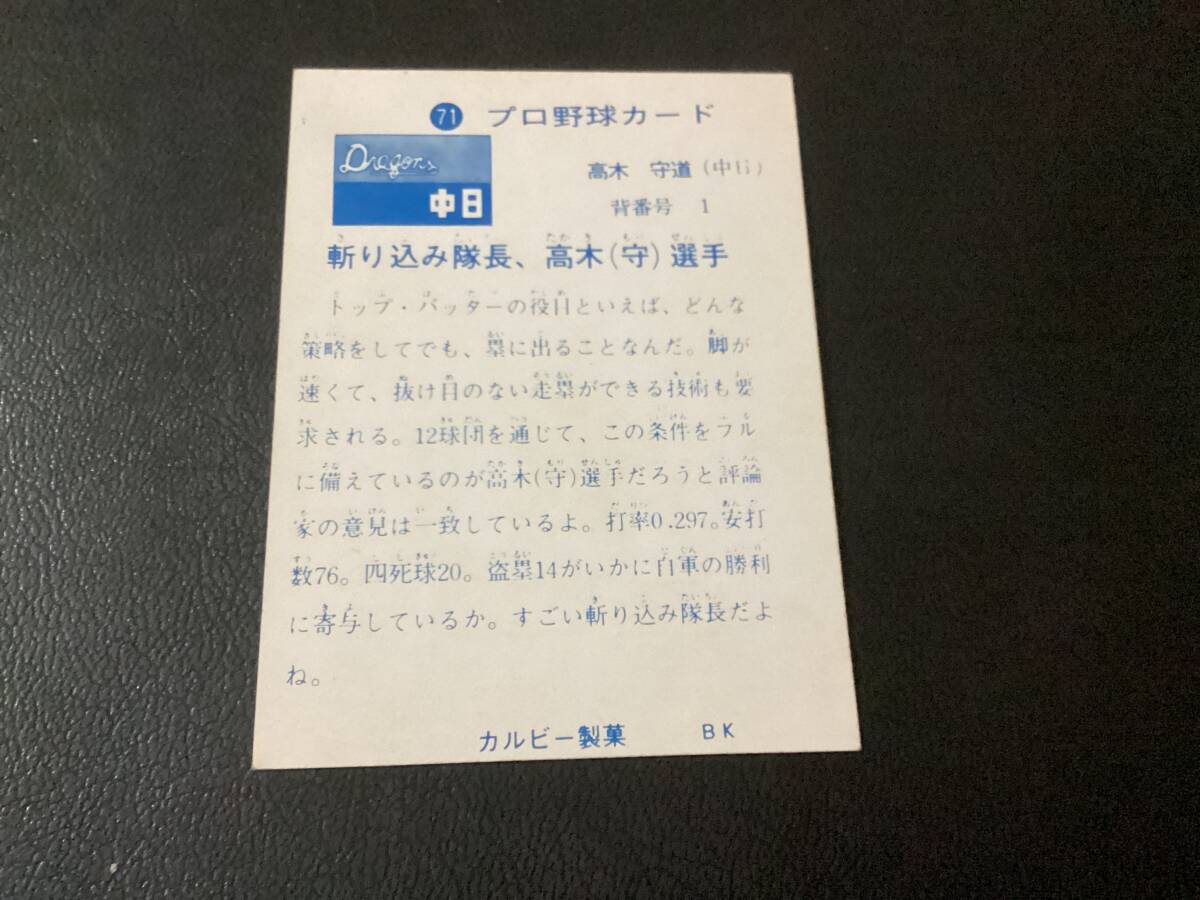 71 プロ野球カード
Dragons
中日
高木 守道(中日)
背番号 1
斬り込み隊長、高木(守)選手
トップ・バッターの役目といえば、どんな
策略をしてでも、塁に出ることなんだ。脚が
速くて、抜け目のない走塁ができる技術も要
求される。12球団を通じて、この条件をフル
に備えているのが高木(守)選手だろうと評論
家の意見は一致しているよ。打率0.297。安打
数76。四死球20。盗塁14がいかに自軍の勝利
に寄与しているか。すごい斬り込み隊長だよ
ね。
カルビー製菓 BK